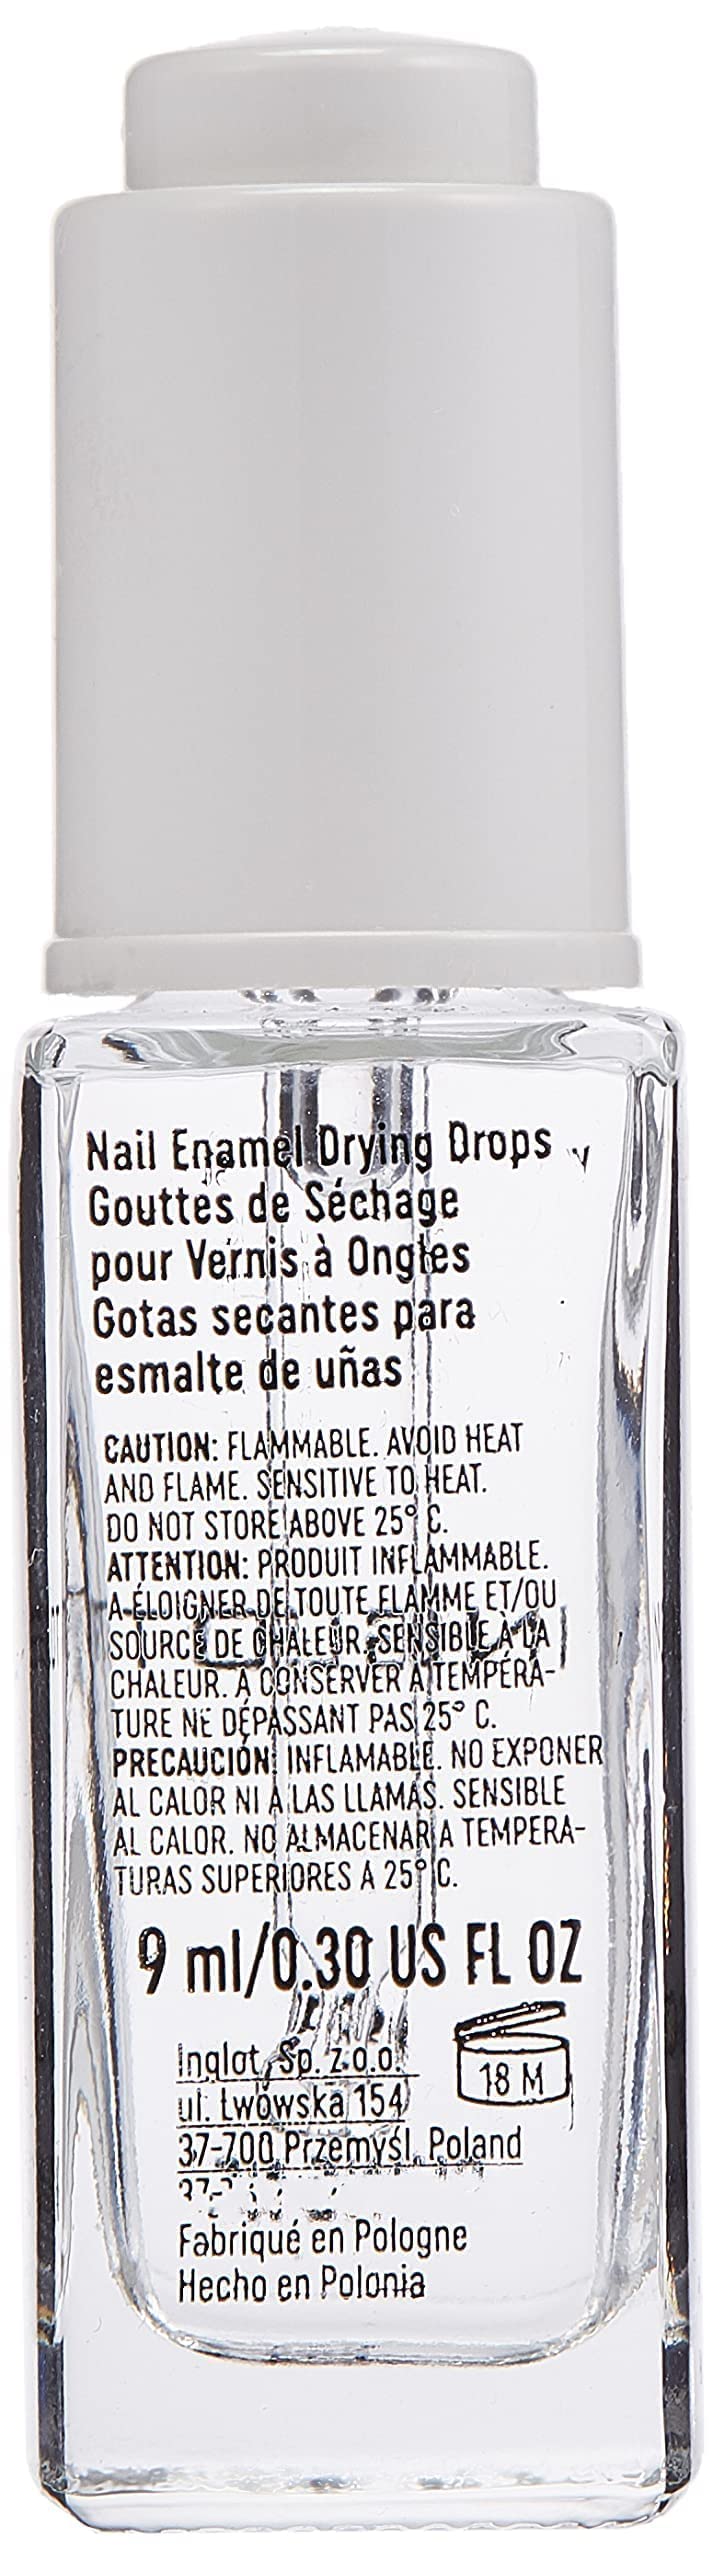 Nail Enamel Drying Drops
Gouttes de Séchage
pour Vernis à Ongles
Gotas secantes para
esmalte de uñas
CAUTION: FLAMMABLE. AVOID HEAT
AND FLAME. SENSITIVE TO HEAT.
DO NOT STORE ABOVE 25° C.
ATTENTION: PRODUIT INFLAMMABLE.
A ÉLOIGNER DE TOUTE FLAMME ET/OU
SOURCE DE CHALEUR. SENSIBLE À LA
CHALEUR. A CONSERVER A TEMPÉRA-
TURE NE DÉPASSANT PAS 25° C.
PRECAUCIÓN: INFLAMABLE. NO EXPONER
AL CALOR NI A LAS LLAMAS. SENSIBLE
AL CALOR. NO ALMACENAR A TEMPERA-
TURAS SUPERIORES A 25° C.
9 ml/0.30 US FL OZ
18 M
Inglot Sp. z o.o.
ul. Lwowska 154
37-700 Przemyśl, Poland
Fabriqué en Pologne
Hecho en Polonia